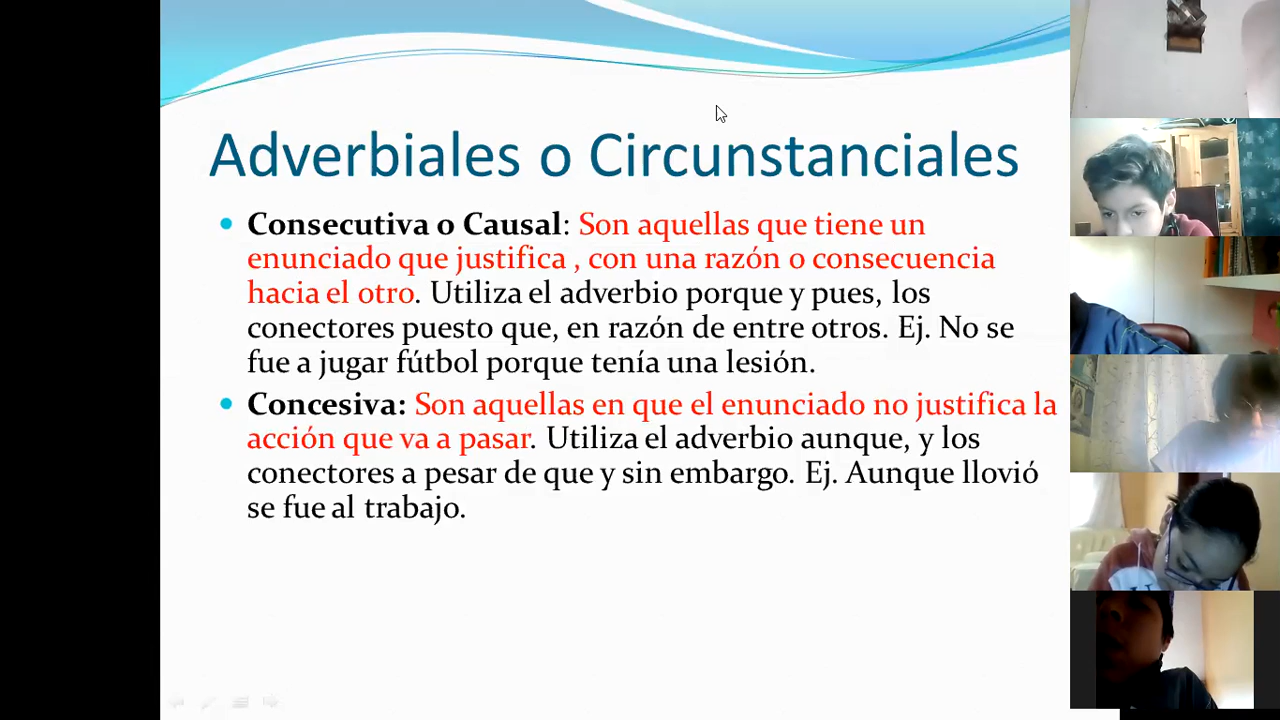 Adverbiales o Circunstanciales
Consecutiva o Causal: Son aquellas que tiene un
enunciado que justifica , con una razón o consecuencia
hacia el otro. Utiliza el adverbio porque y pues, los
conectores puesto que, en razón de entre otros. Ej. No se
fue a jugar fútbol porque tenía una lesión.
Concesiva: Son aquellas en que el enunciado no justifica la
acción que va a pasar. Utiliza el adverbio aunque, y los
conectores a pesar de que y sin embargo. Ej. Aunque llovió
se fue al trabajo.